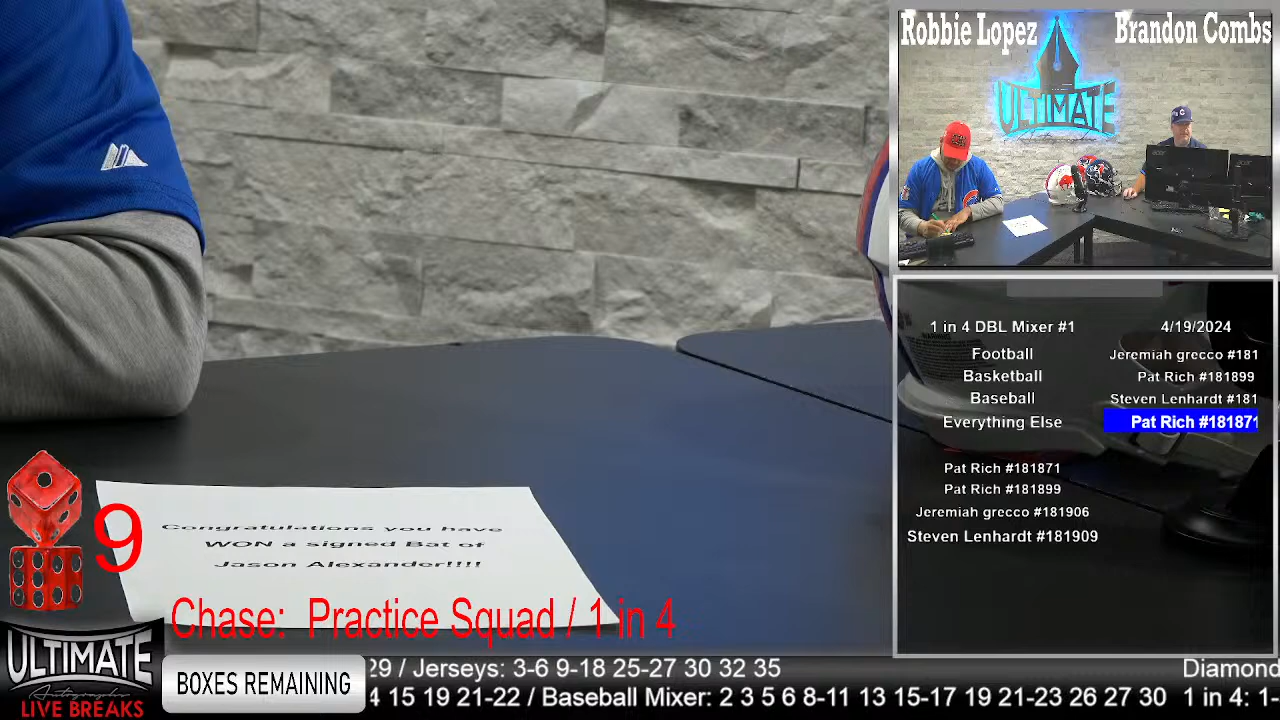 Robbie Lopez
Brandon Combs
ULTIMATE
1 in 4 DBL Mixer #1 4/19/2024
Football Jeremiah grecco #181
Basketball Pat Rich #181899
Baseball Steven Lenhardt #181
Everything Else Pat Rich #181871
Pat Rich #181871
Pat Rich #181899
Jeremiah grecco #181906
Steven Lenhardt #181909
9
Congratulations you have
WON a signed Bat of
Jason Alexander!!!!
Chase: Practice Squad / 1 in 4
ULTIMATE
Autographs
LIVE BREAKS
BOXES REMAINING
29 / Jerseys: 3-6 9-18 25-27 30 32 35 Diamond
4 15 19 21-22 / Baseball Mixer: 2 3 5 6 8-11 13 15-17 19 21-23 26 27 30 1 in 4: 1-